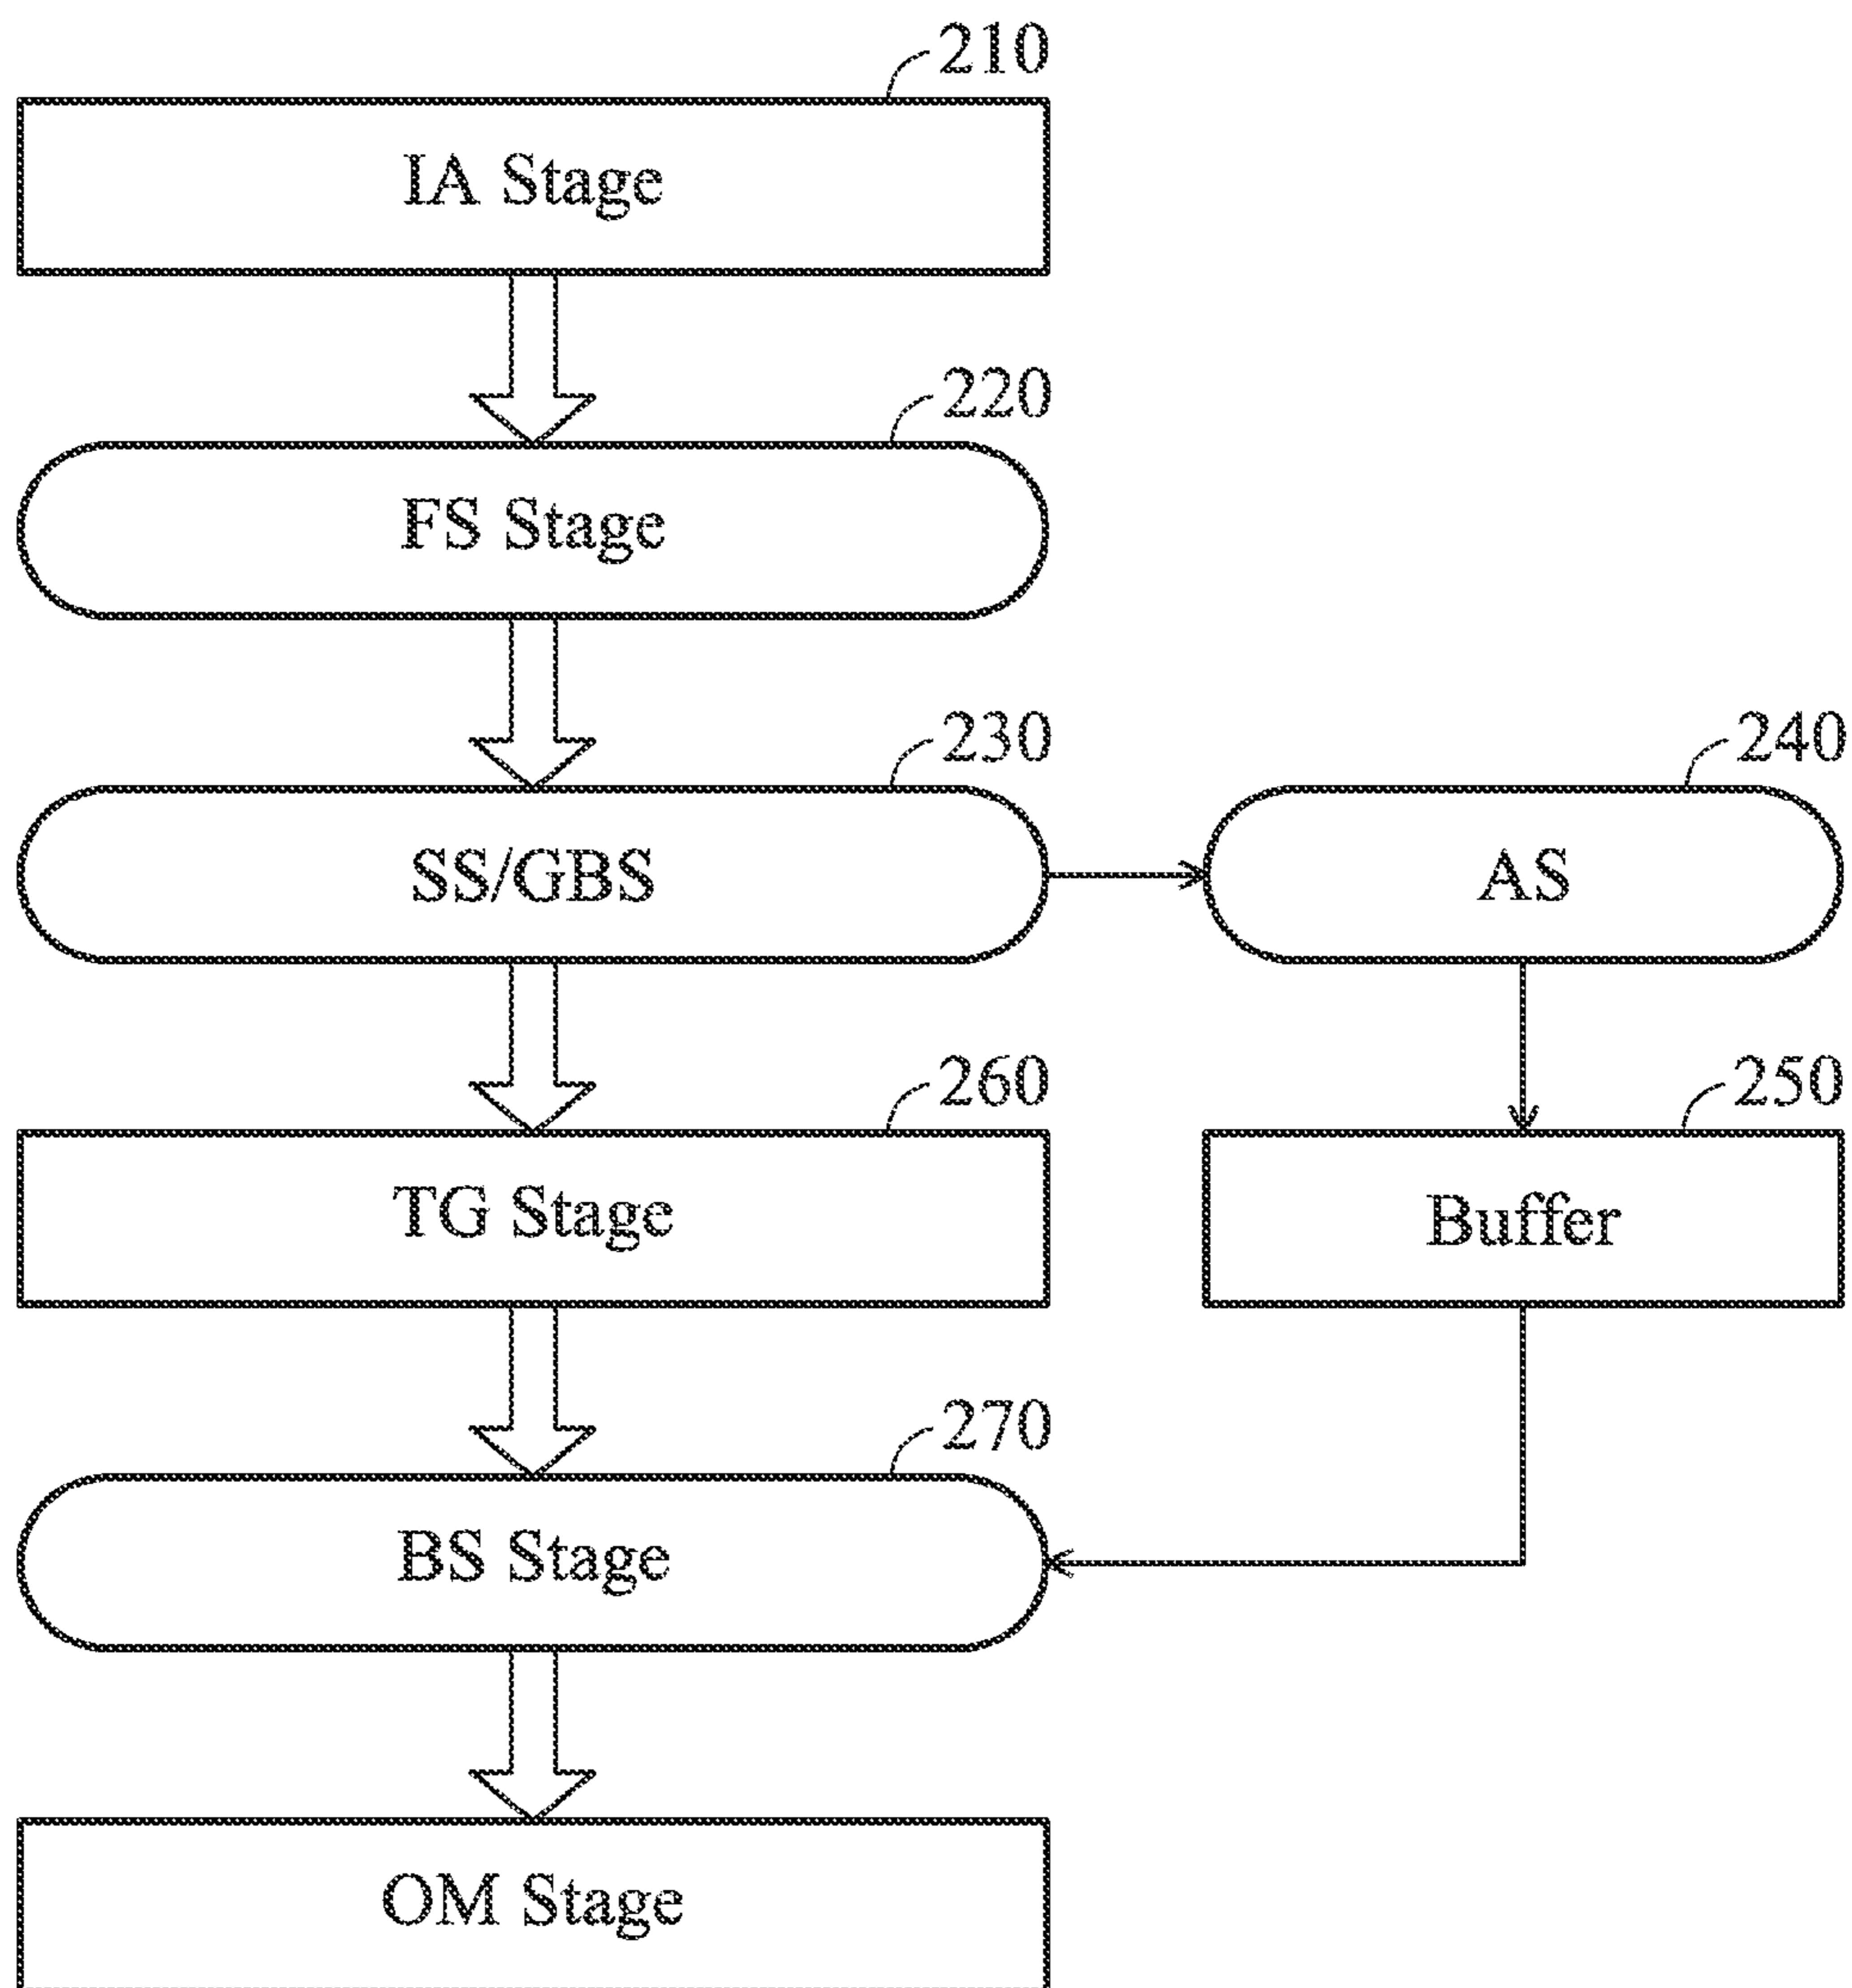 210
IA Stage
220
FS Stage
230
240
SS/GBS
AS
260
250
TG Stage
Buffer
270
BS Stage
OM Stage